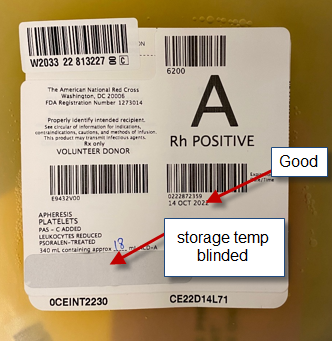 W2033 22 813227
6200
The American National Red Cross
Washington, DC 20006
FDA Registration Number 1273014
Properly identify intended recipient.
See circular of information for indications,
contraindications, cautions, and methods of infusion.
This product may transmit infectious agents.
Rx only
VOLUNTEER DONOR
A
Rh POSITIVE
Good
E9432V00
0222872359
14 OCT
APHERESIS
PLATELETS
PAS - C ADDED
LEUKOCYTES REDUCED
PSORALEN-TREATED
340 mL containing approx 18 mL
storage temp
blinded
0CEINT2230
CE22D14L71